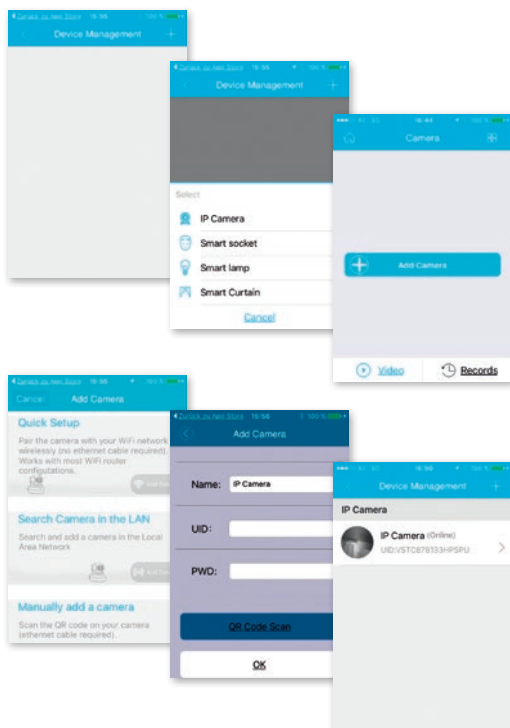 Device Management +
Device Management +
Select
IP Camera
Smart socket
Smart lamp
Smart Curtain
Cancel
Camera
Add Camera
Video Records
Cancel Add Camera
Quick Setup
Pair the camera with your WiFi network
wirelessly (no ethernet cable required).
Works with most WiFi router
configutations.
Search Camera in the LAN
Search and add a camera in the Local
Area Network
Manually add a camera
Scan the QR code on your camera
(ethernet cable required).
Add Camera
Name: IP Camera
UID:
PWD:
QR Code Scan
OK
Device Management +
IP Camera
IP Camera (Online)